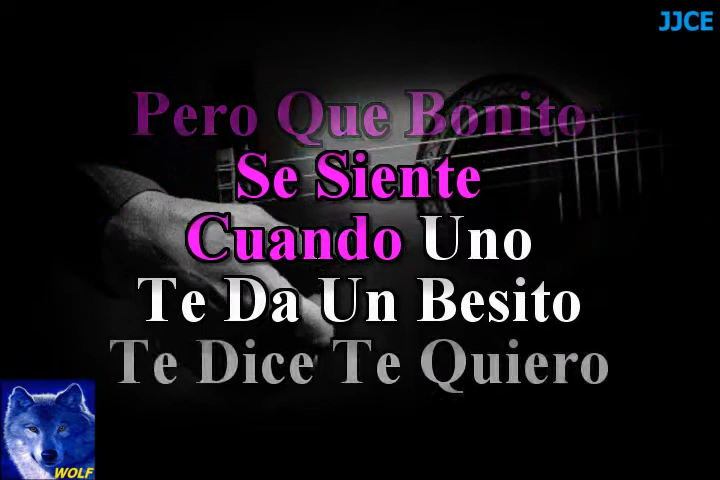 JJCE
Pero Que Bonito
Se Siente
Cuando Uno
Te Da Un Besito
Te Dice Te Quiero
WOLF